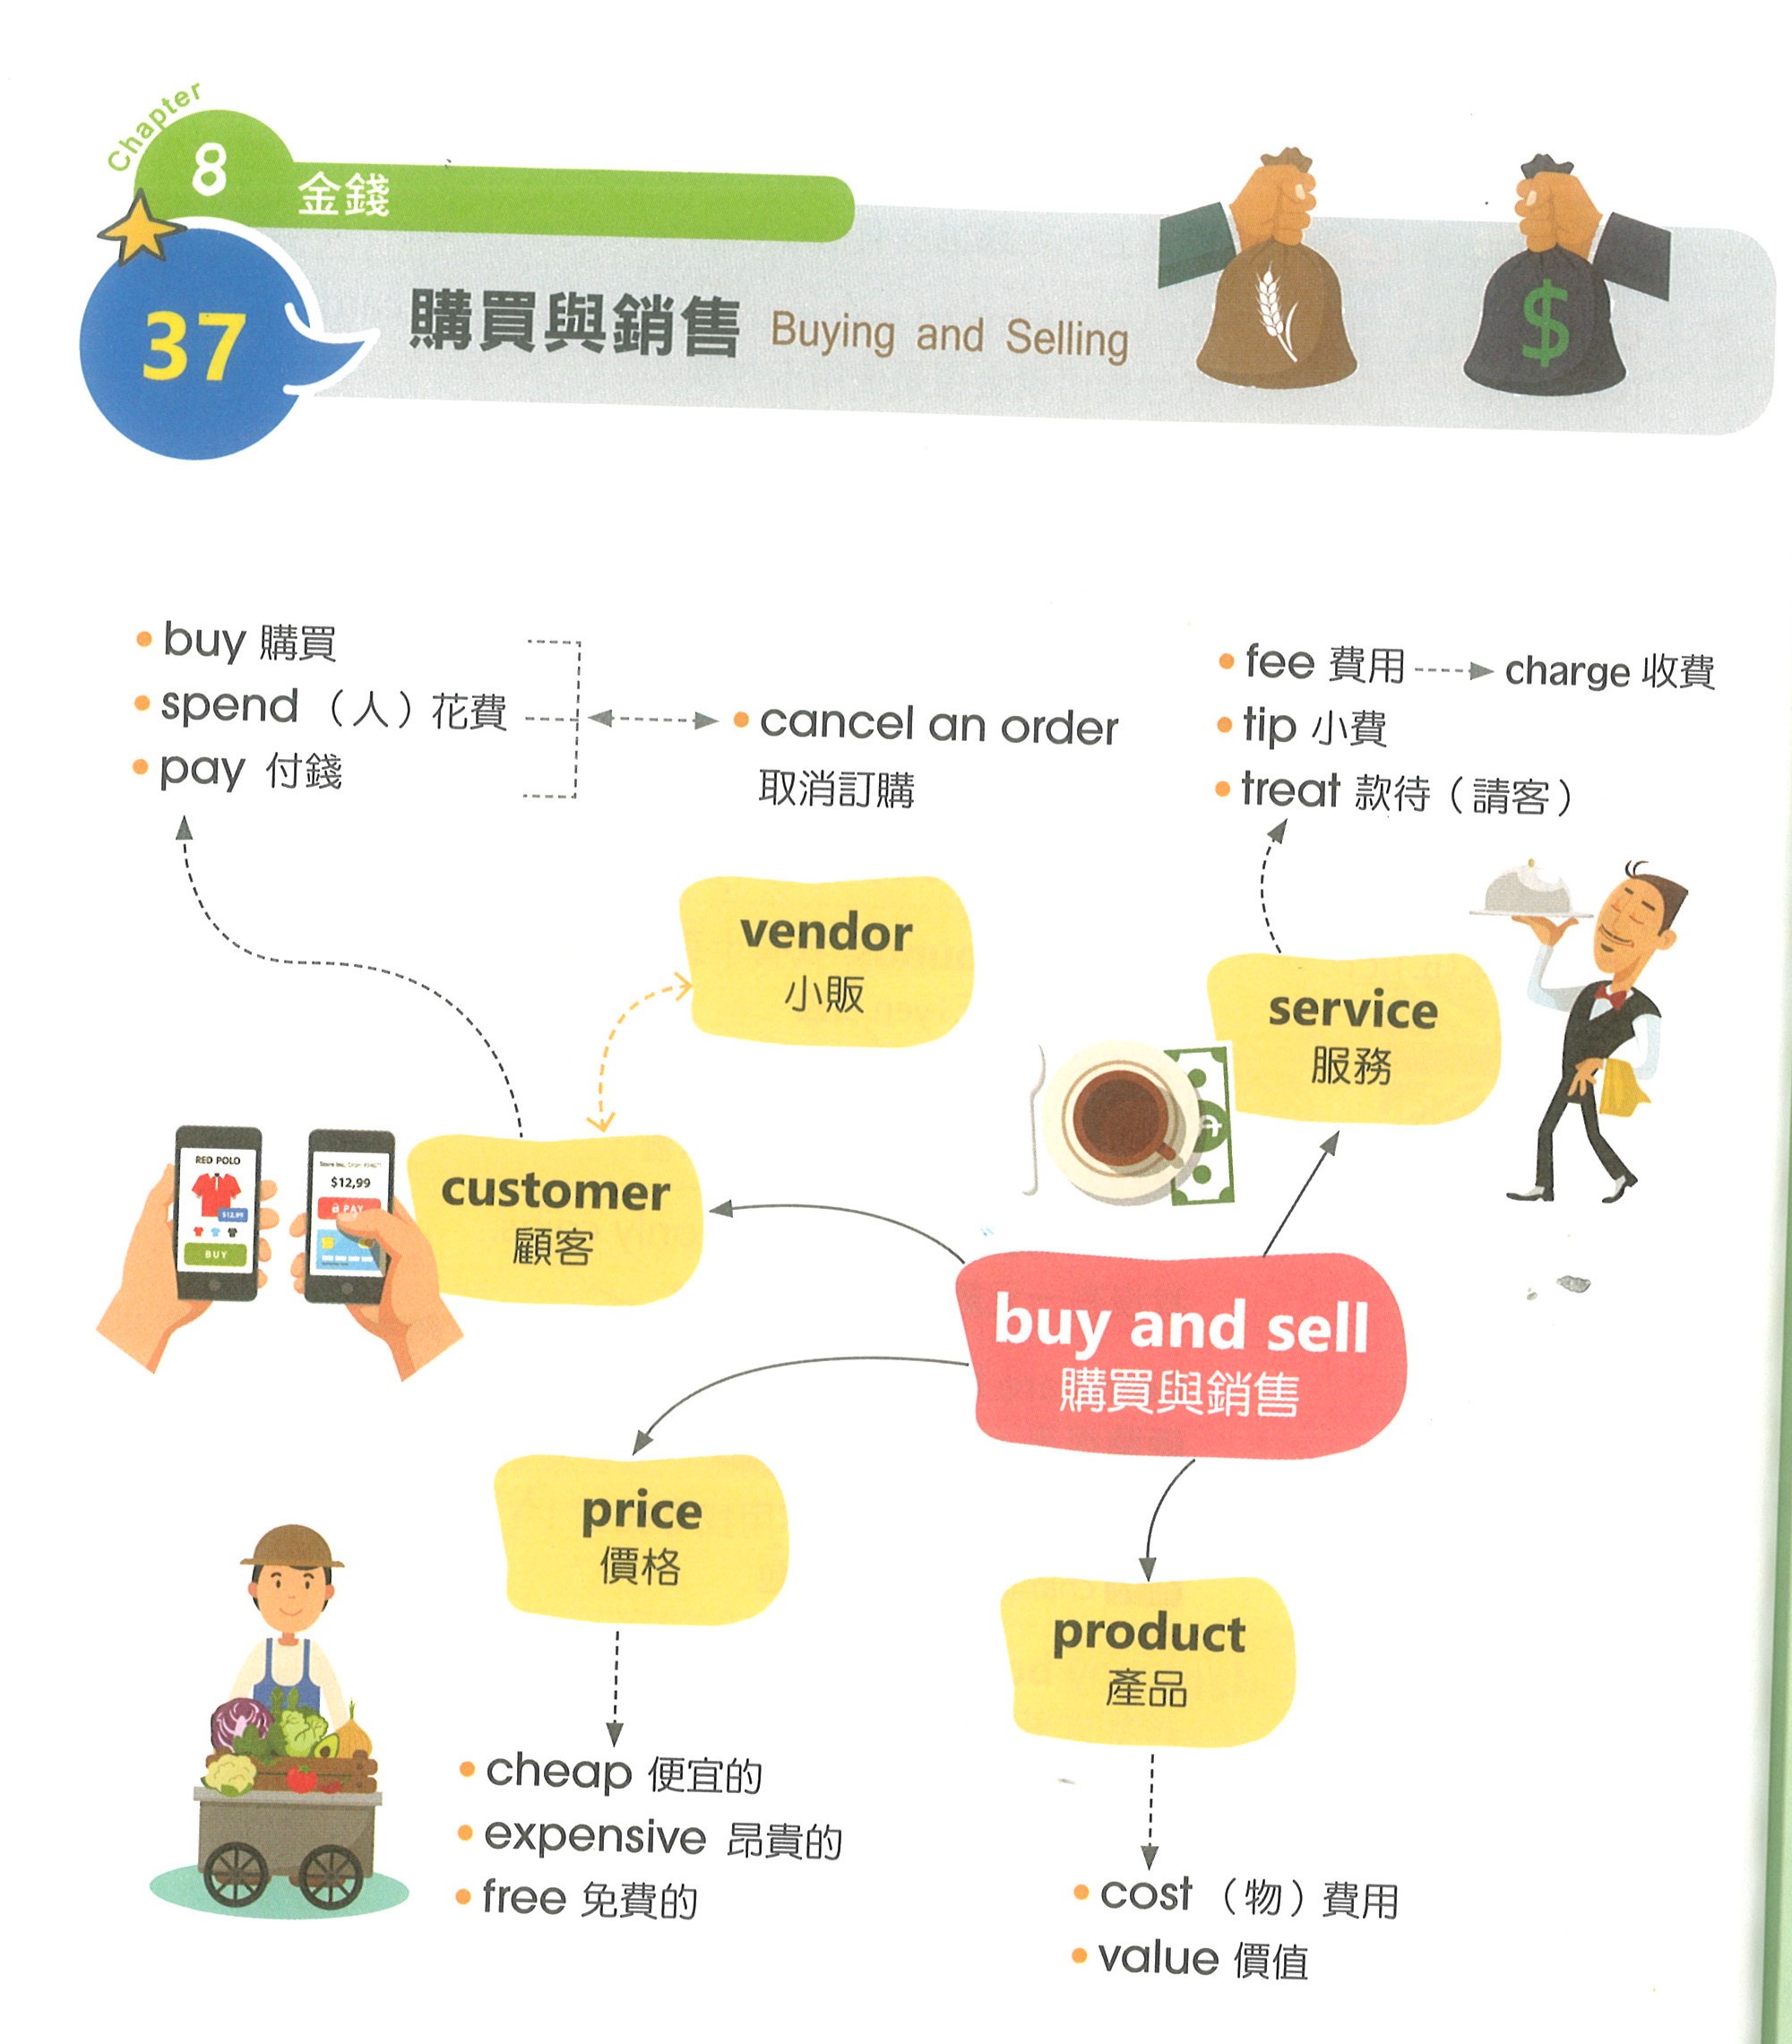 Chapter
8
金錢
37
購買與銷售 Buying and Selling
• buy 購買
• spend （人）花費
• pay 付錢
• cancel an order
取消訂購
• fee 費用 charge 收費
• tip 小費
• treat 款待（請客）
vendor
小販
service
服務
customer
顧客
RED POLO
$12,99
BUY
$12,99
PAY
buy and sell
購買與銷售
price
價格
product
產品
• cheap 便宜的
• expensive 昂貴的
• free 免費的
• cost （物）費用
• value 價值